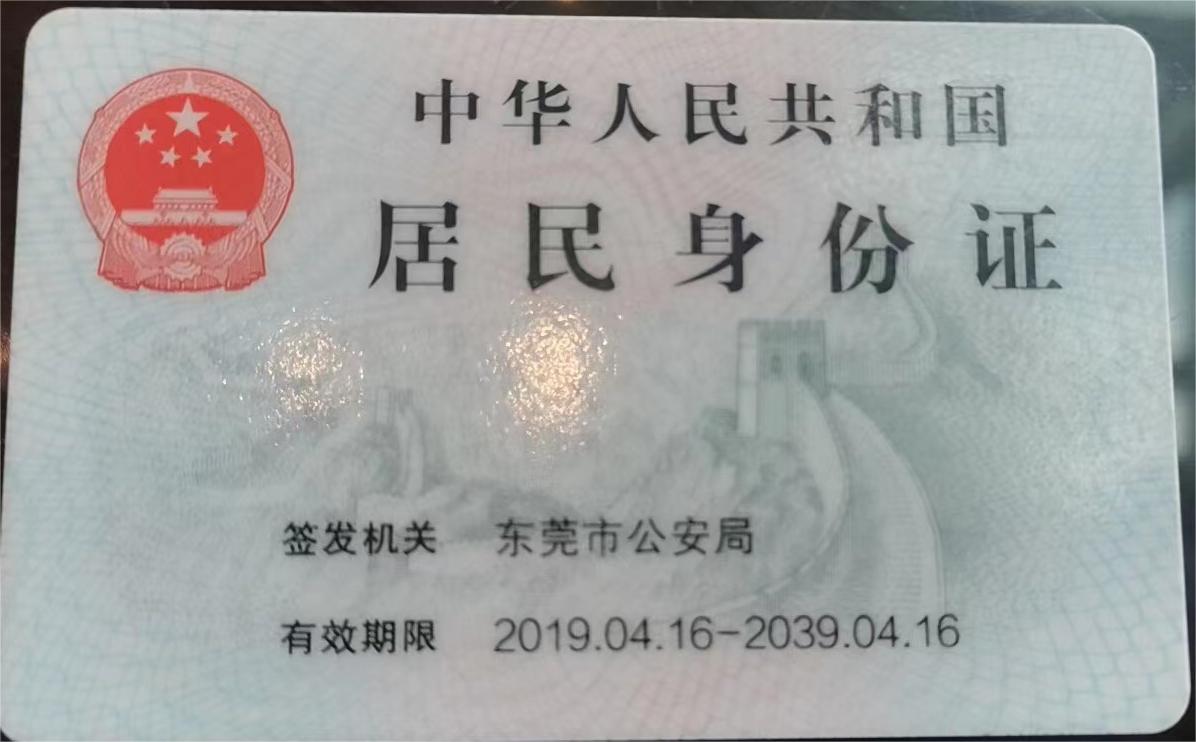 中华人民共和国
居民身份证
签发机关 东莞市公安局
有效期限 2019.04.16-2039.04.16